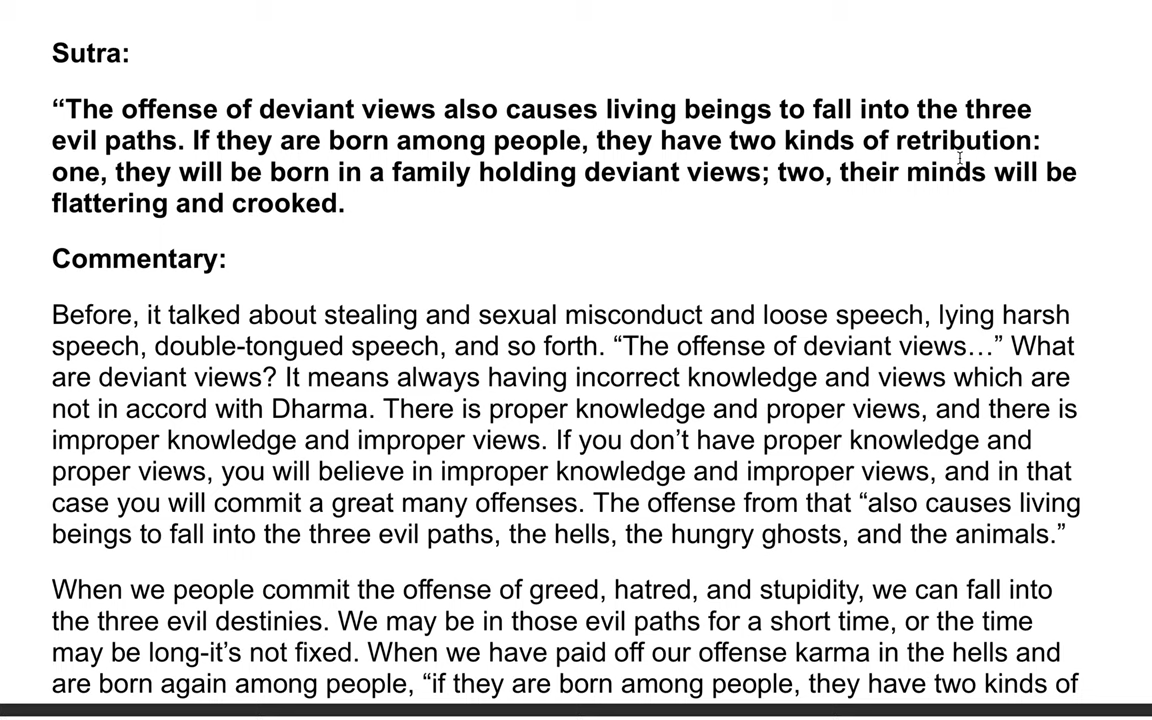 Sutra:
“The offense of deviant views also causes living beings to fall into the three
evil paths. If they are born among people, they have two kinds of retribution:
one, they will be born in a family holding deviant views; two, their minds will be
flattering and crooked.
Commentary:
Before, it talked about stealing and sexual misconduct and loose speech, lying harsh
speech, double-tongued speech, and so forth. “The offense of deviant views…” What
are deviant views? It means always having incorrect knowledge and views which are
not in accord with Dharma. There is proper knowledge and proper views, and there is
improper knowledge and improper views. If you don’t have proper knowledge and
proper views, you will believe in improper knowledge and improper views, and in that
case you will commit a great many offenses. The offense from that “also causes living
beings to fall into the three evil paths, the hells, the hungry ghosts, and the animals.”
When we people commit the offense of greed, hatred, and stupidity, we can fall into
the three evil destinies. We may be in those evil paths for a short time, or the time
may be long-it’s not fixed. When we have paid off our offense karma in the hells and
are born again among people, “if they are born among people, they have two kinds of